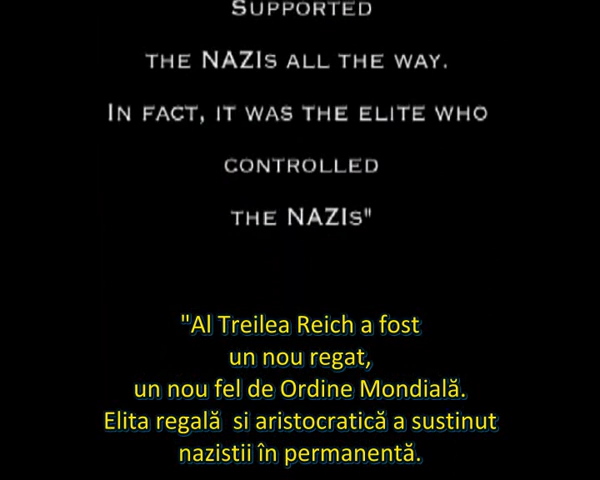 SUPPORTED
THE NAZIS ALL THE WAY.
IN FACT, IT WAS THE ELITE WHO
CONTROLLED
THE NAZIS"
"Al Treilea Reich a fost
un nou regat,
un nou fel de Ordine Mondială.
Elita regală si aristocratică a sustinut
nazistii în permanentă.